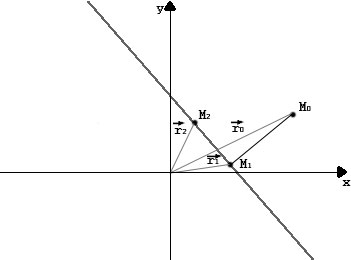 y
M₂
M₀
r₂
r₀
r₁
M₁
x